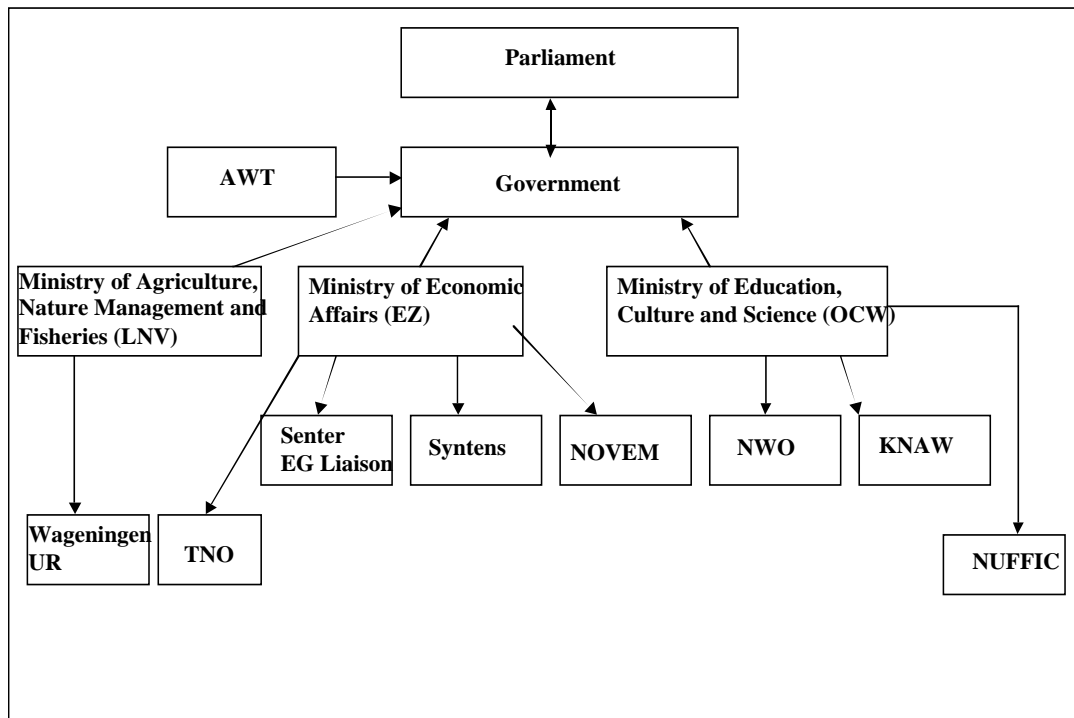 Parliament
AWT
Government
Ministry of Agriculture,
Nature Management and
Fisheries (LNV)
Ministry of Economic
Affairs (EZ)
Ministry of Education,
Culture and Science (OCW)
Senter
EG Liaison
Syntens
NOVEM
NWO
KNAW
Wageningen
UR
TNO
NUFFIC